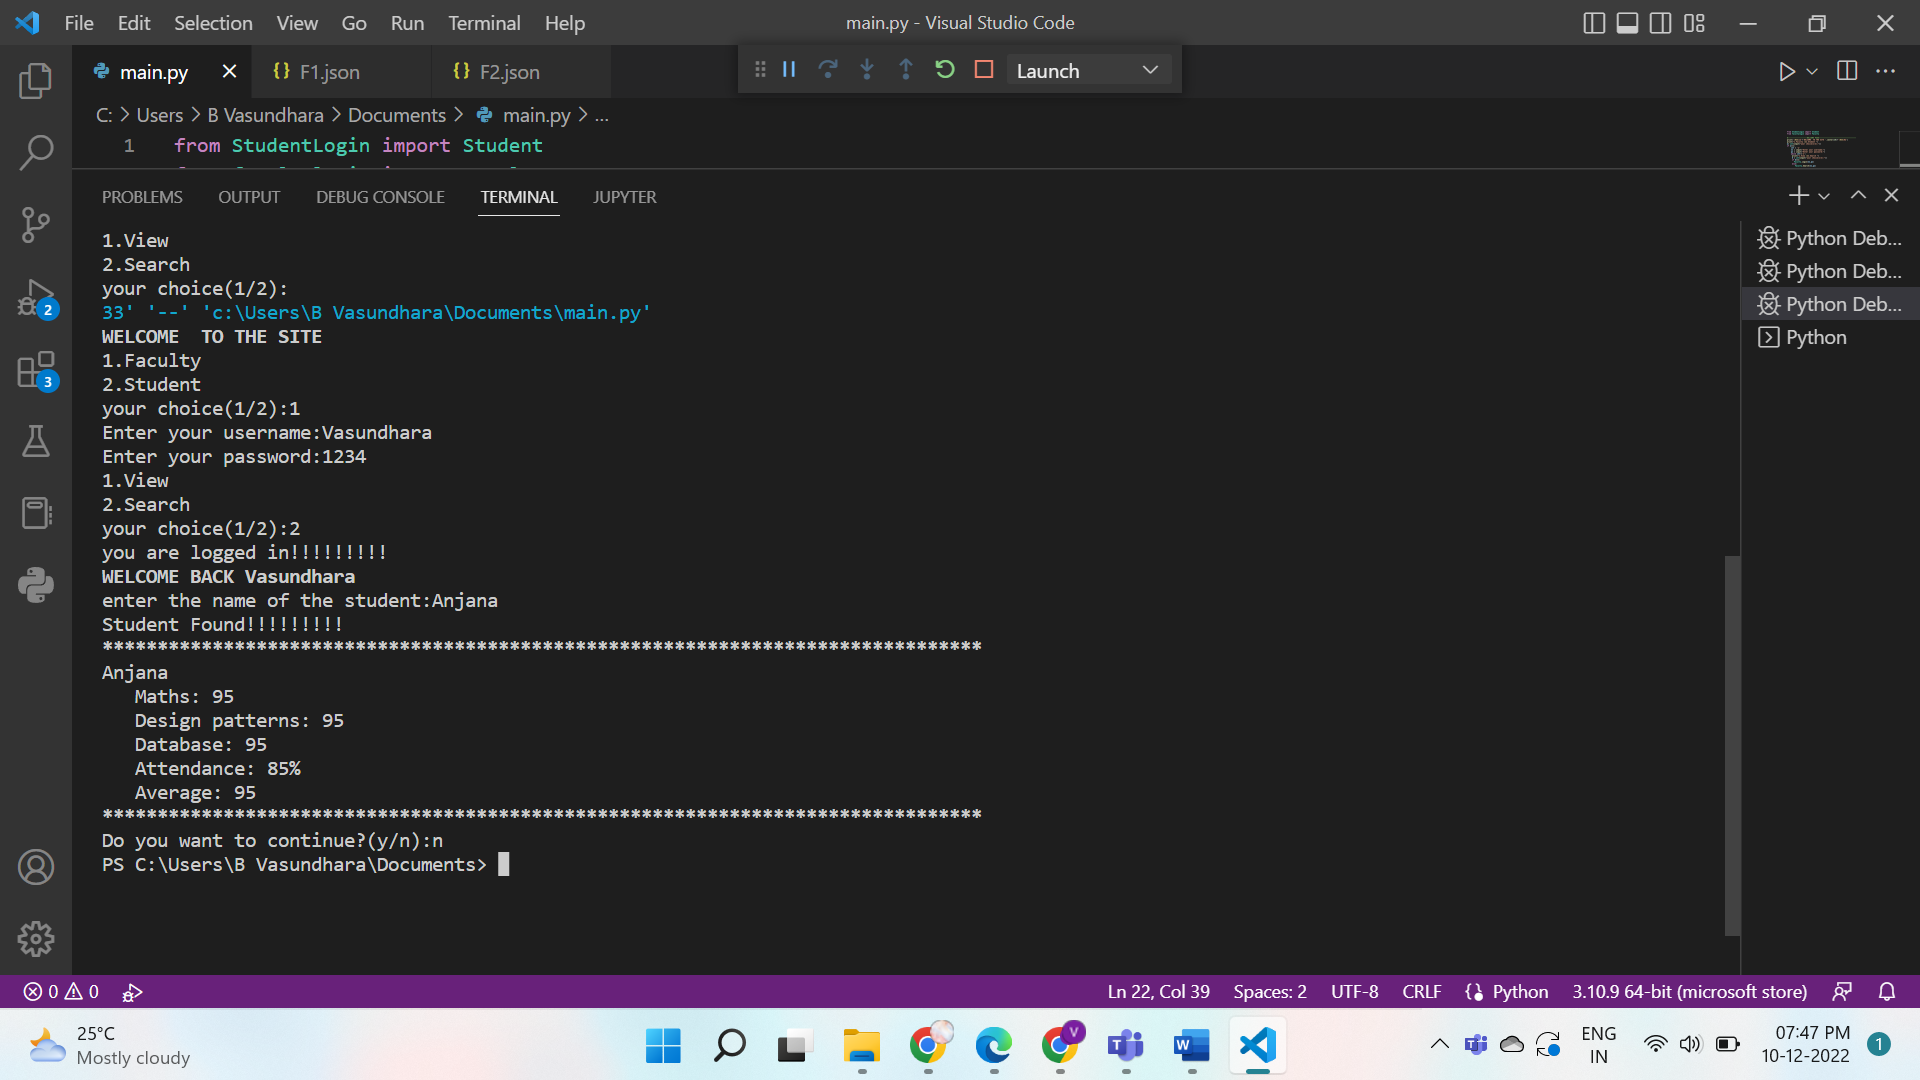 File Edit Selection View Go Run Terminal Help
main.py - Visual Studio Code
main.py
F1.json
F2.json
Launch
C: > Users > B Vasundhara > Documents > main.py > ...
1 from StudentLogin import Student
PROBLEMS OUTPUT DEBUG CONSOLE TERMINAL JUPYTER
1.View
2.Search
your choice(1/2):
33' '--' 'c:\Users\B Vasundhara\Documents\main.py'
WELCOME  TO THE SITE
1.Faculty
2.Student
your choice(1/2):1
Enter your username:Vasundhara
Enter your password:1234
1.View
2.Search
your choice(1/2):2
you are logged in!!!!!!!!!
WELCOME BACK Vasundhara
enter the name of the student:Anjana
Student Found!!!!!!!!!
********************************************************************************
Anjana
   Maths: 95
   Design patterns: 95
   Database: 95
   Attendance: 85%
   Average: 95
********************************************************************************
Do you want to continue?(y/n):n
PS C:\Users\B Vasundhara\Documents>
Python Deb...
Python Deb...
Python Deb...
Python
2
3
0 0
Ln 22, Col 39 Spaces: 2 UTF-8 CRLF Python 3.10.9 64-bit (microsoft store)
25°C
Mostly cloudy
V
T
W
ENG
IN
07:47 PM
10-12-2022
1